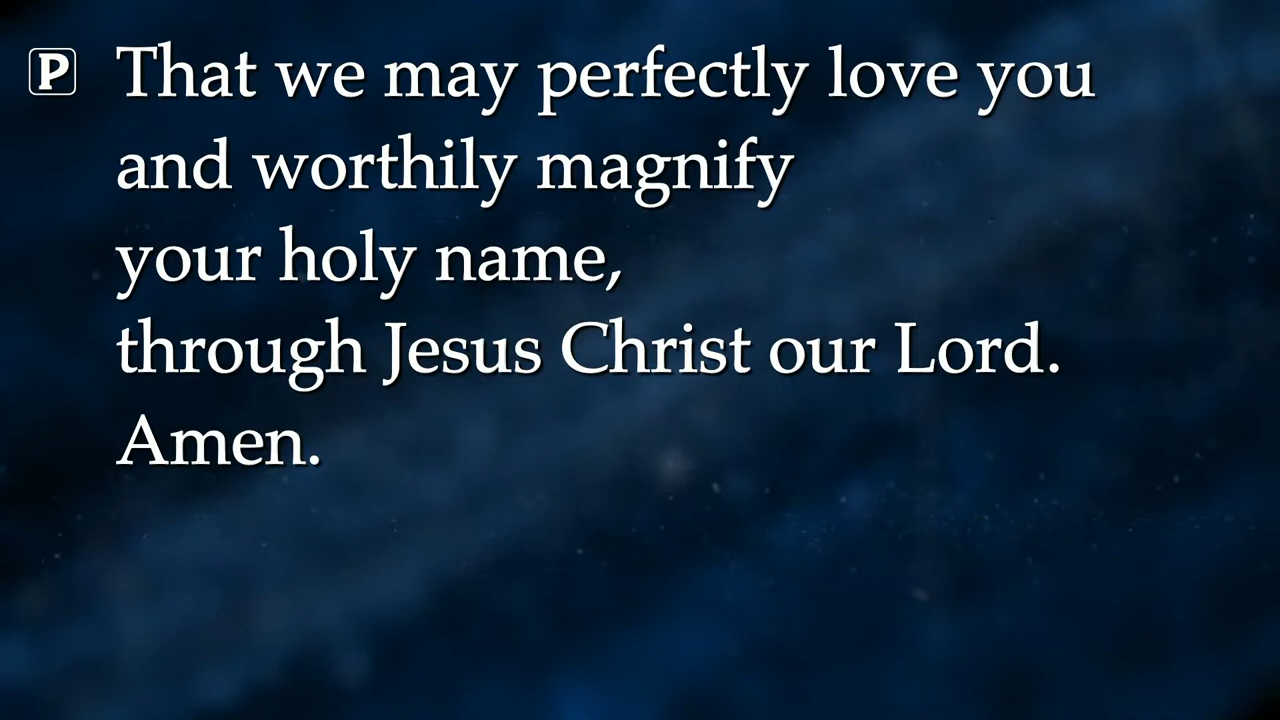 P That we may perfectly love you
and worthily magnify
your holy name,
through Jesus Christ our Lord.
Amen.